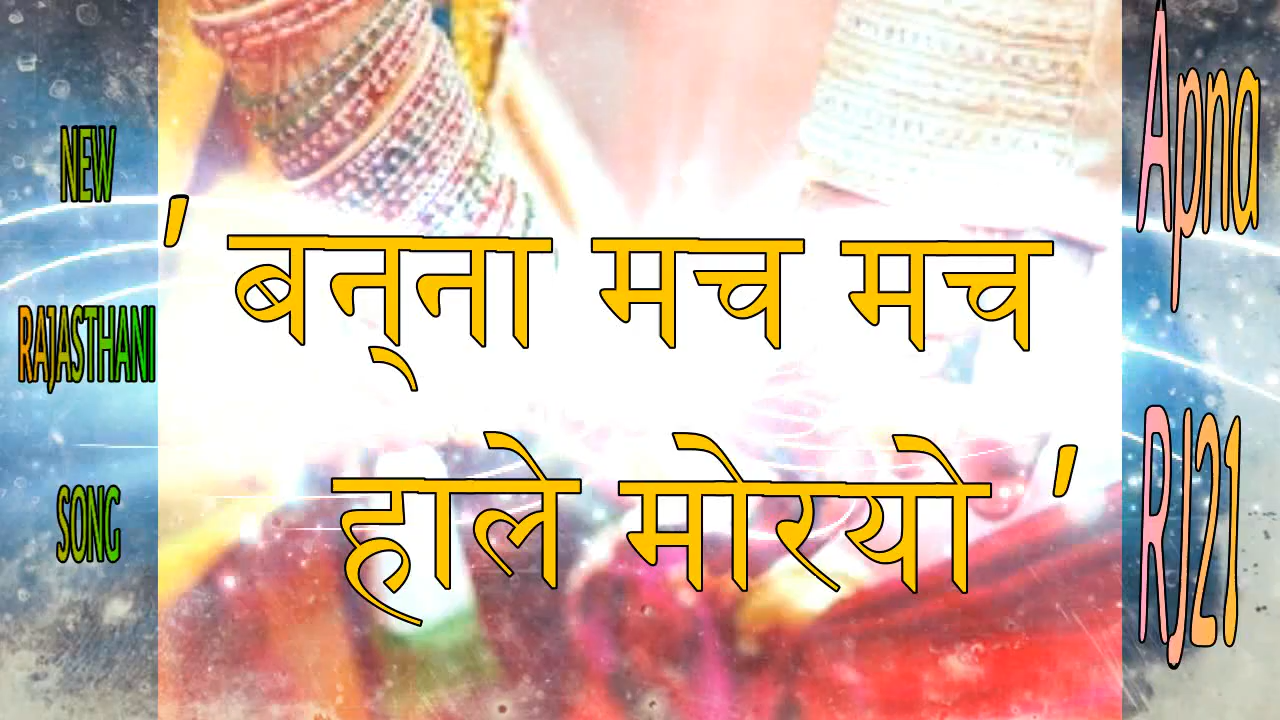 NEW
RAJASTHANI
SONG
' बन्‌ना मच मच
हाले मोरयो '
Apna
RJ21